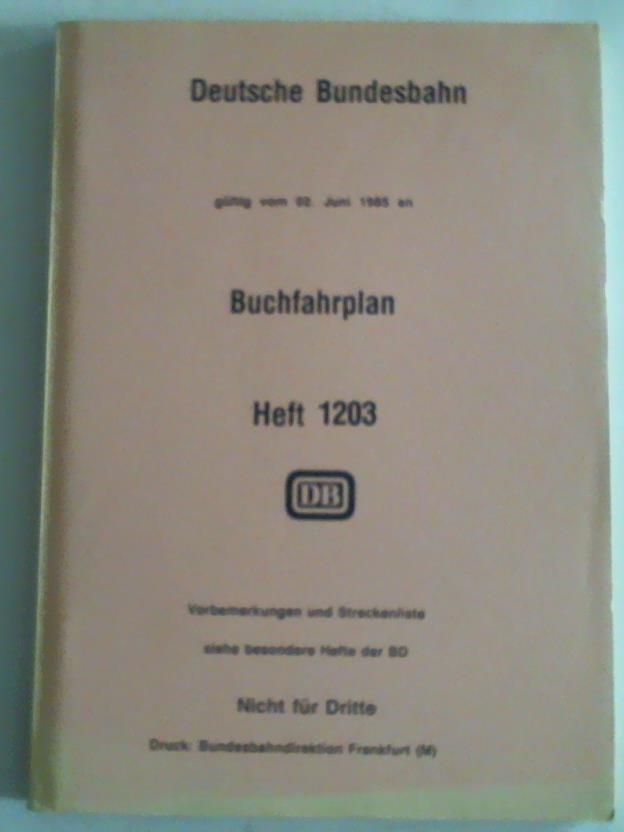 Deutsche Bundesbahn
gültig vom 02. Juni 1985 an
Buchfahrplan
Heft 1203
DB
Vorbemerkungen und Streckenliste
siehe besondere Hefte der BD
Nicht für Dritte
Druck: Bundesbahndirektion Frankfurt (M)